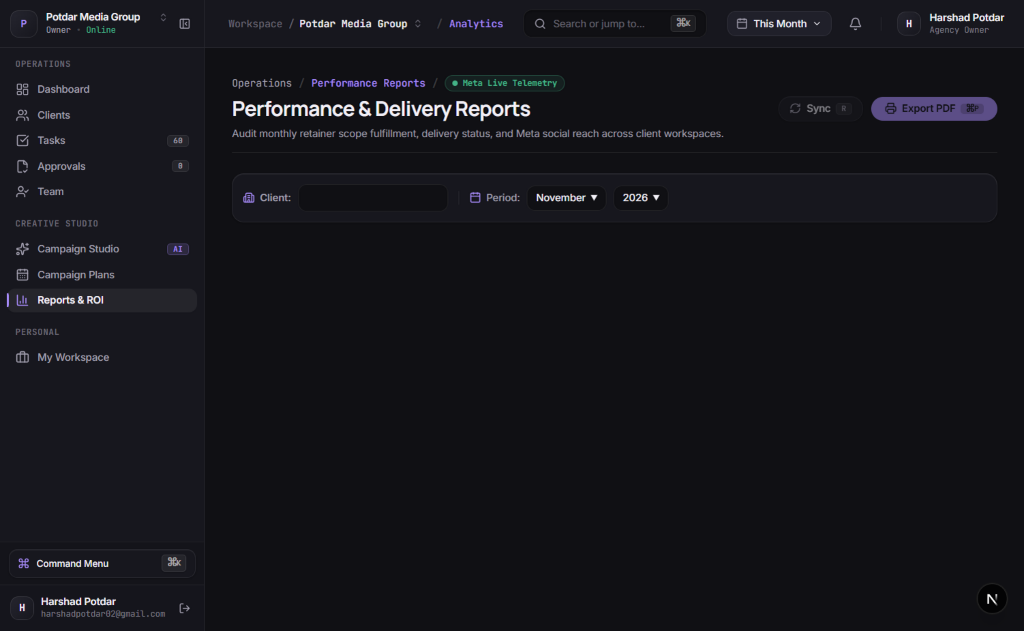 P
Potdar Media Group
Owner · Online
OPERATIONS
Dashboard
Clients
Tasks 60
Approvals 0
Team
CREATIVE STUDIO
Campaign Studio AI
Campaign Plans
Reports & ROI
PERSONAL
My Workspace
Command Menu ⌘K
H
Harshad Potdar
harshadpotdar02@gmail.com
Workspace / Potdar Media Group / Analytics
Search or jump to... ⌘K
This Month
H
Harshad Potdar
Agency Owner
Operations / Performance Reports / Meta Live Telemetry
Performance & Delivery Reports
Audit monthly retainer scope fulfillment, delivery status, and Meta social reach across client workspaces.
Sync R
Export PDF ⌘P
Client:
Period: November ▼ 2026 ▼
N